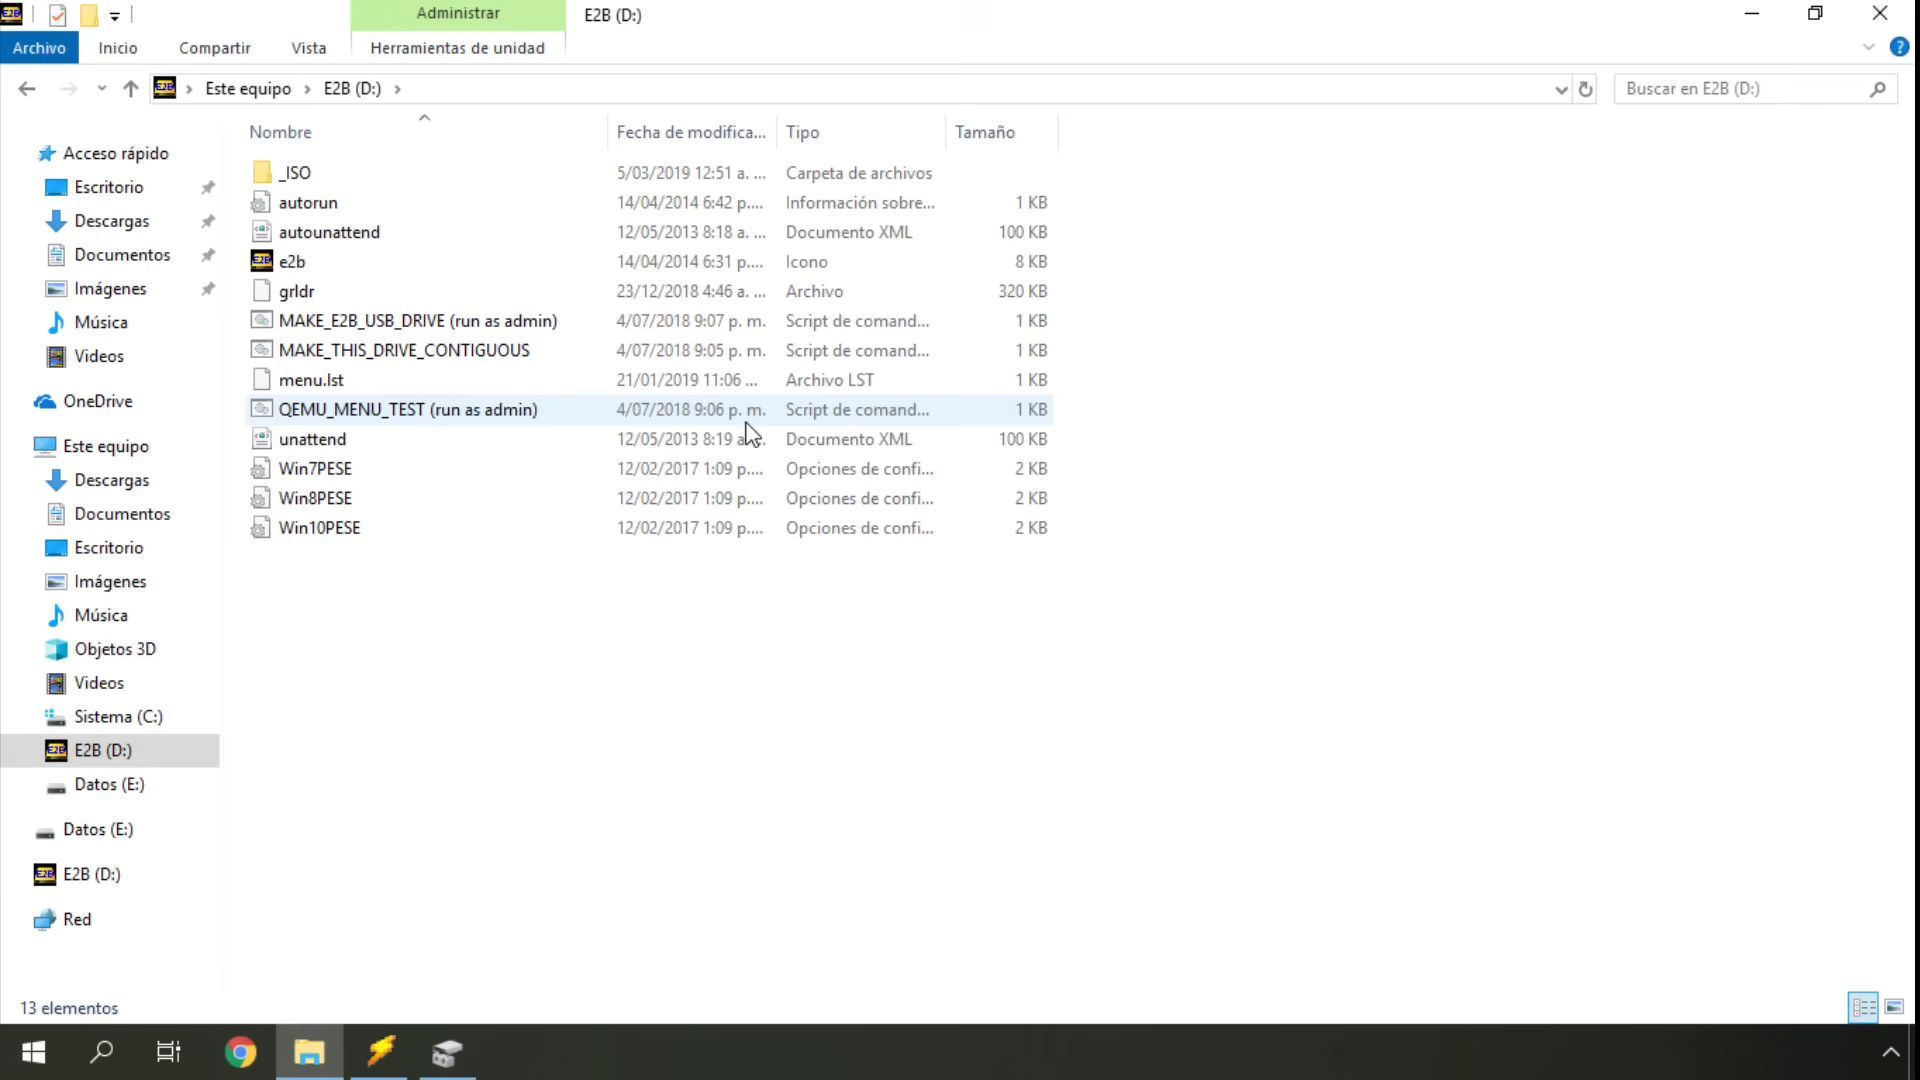 Administrar
E2B (D:)
Archivo Inicio Compartir Vista Herramientas de unidad
Este equipo E2B (D:)
Buscar en E2B (D:)
Nombre Fecha de modifica... Tipo Tamaño
_ISO 5/03/2019 12:51 a. ... Carpeta de archivos
autorun 14/04/2014 6:42 p.... Información sobre... 1 KB
autounattend 12/05/2013 8:18 a. ... Documento XML 100 KB
e2b 14/04/2014 6:31 p.... Icono 8 KB
grldr 23/12/2018 4:46 a. ... Archivo 320 KB
MAKE_E2B_USB_DRIVE (run as admin) 4/07/2018 9:07 p. m. Script de comand... 1 KB
MAKE_THIS_DRIVE_CONTIGUOUS 4/07/2018 9:05 p. m. Script de comand... 1 KB
menu.lst 21/01/2019 11:06 ... Archivo LST 1 KB
QEMU_MENU_TEST (run as admin) 4/07/2018 9:06 p. m. Script de comand... 1 KB
unattend 12/05/2013 8:19 a. Documento XML 100 KB
Win7PESE 12/02/2017 1:09 p.... Opciones de confi... 2 KB
Win8PESE 12/02/2017 1:09 p.... Opciones de confi... 2 KB
Win10PESE 12/02/2017 1:09 p.... Opciones de confi... 2 KB
Acceso rápido
Escritorio
Descargas
Documentos
Imágenes
Música
Videos
OneDrive
Este equipo
Descargas
Documentos
Escritorio
Imágenes
Música
Objetos 3D
Videos
Sistema (C:)
E2B (D:)
Datos (E:)
Datos (E:)
E2B (D:)
Red
13 elementos